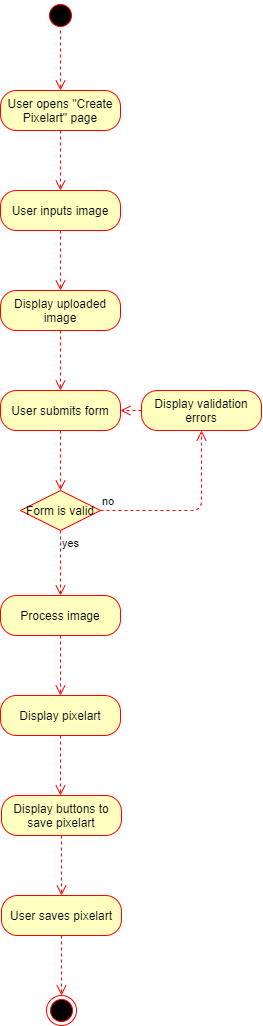 User opens "Create
Pixelart" page
User inputs image
Display uploaded
image
User submits form
Display validation
errors
Form is valid
no
yes
Process image
Display pixelart
Display buttons to
save pixelart
User saves pixelart